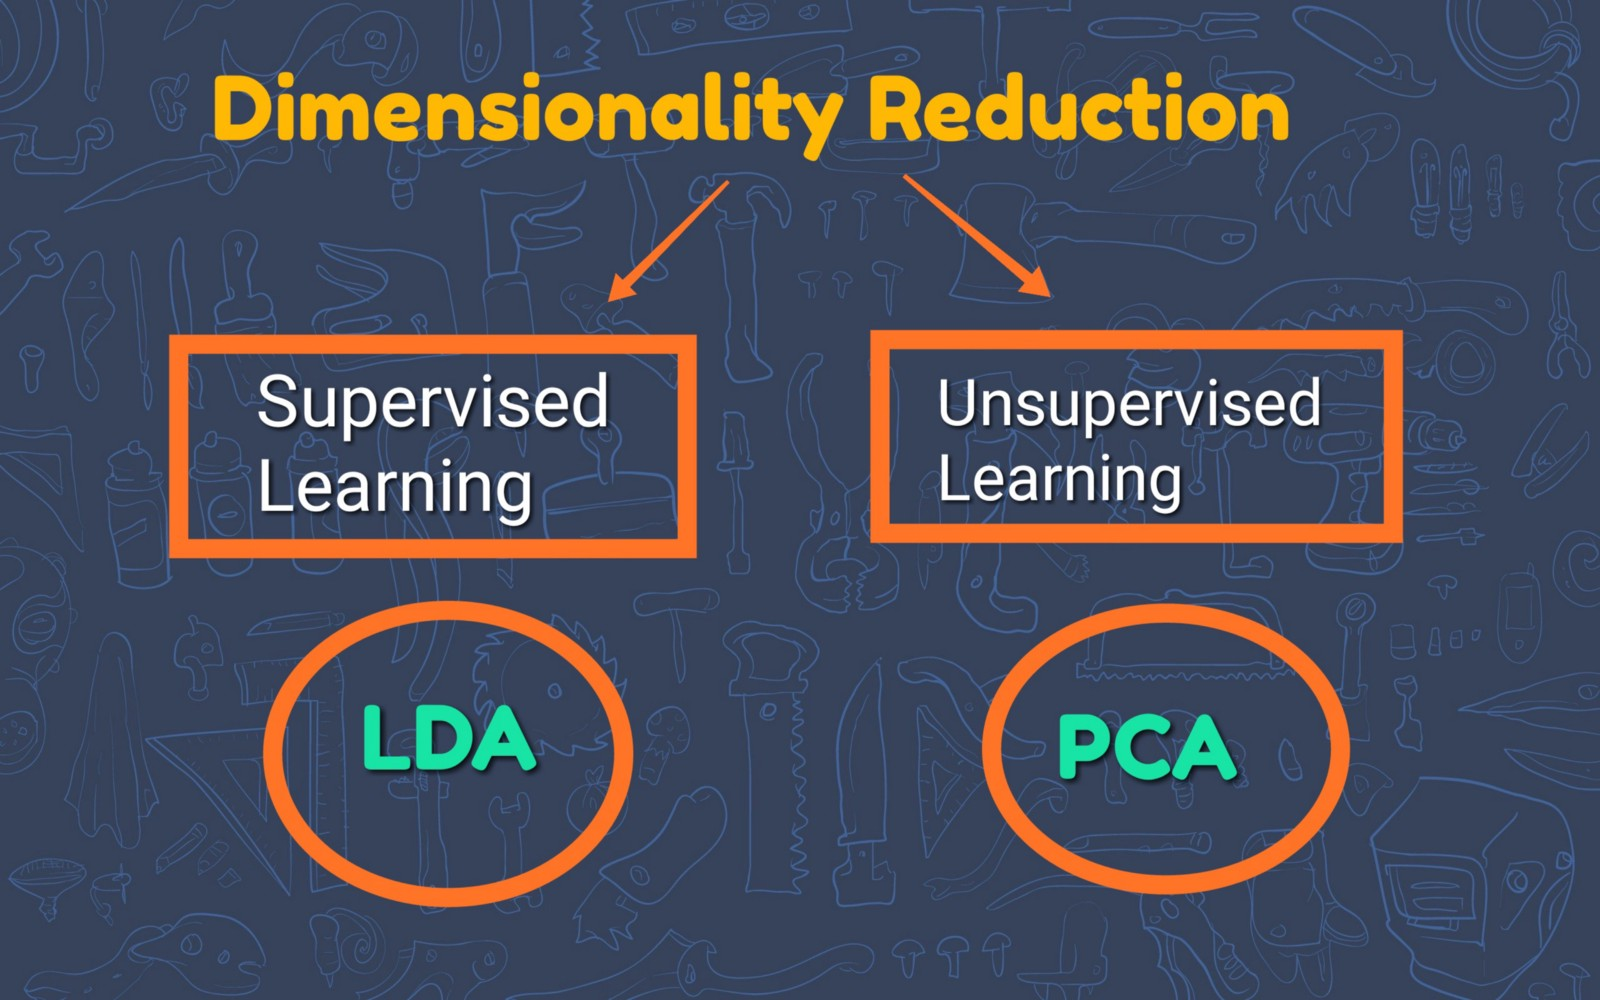 Dimensionality Reduction
Supervised
Learning
Unsupervised
Learning
LDA
PCA